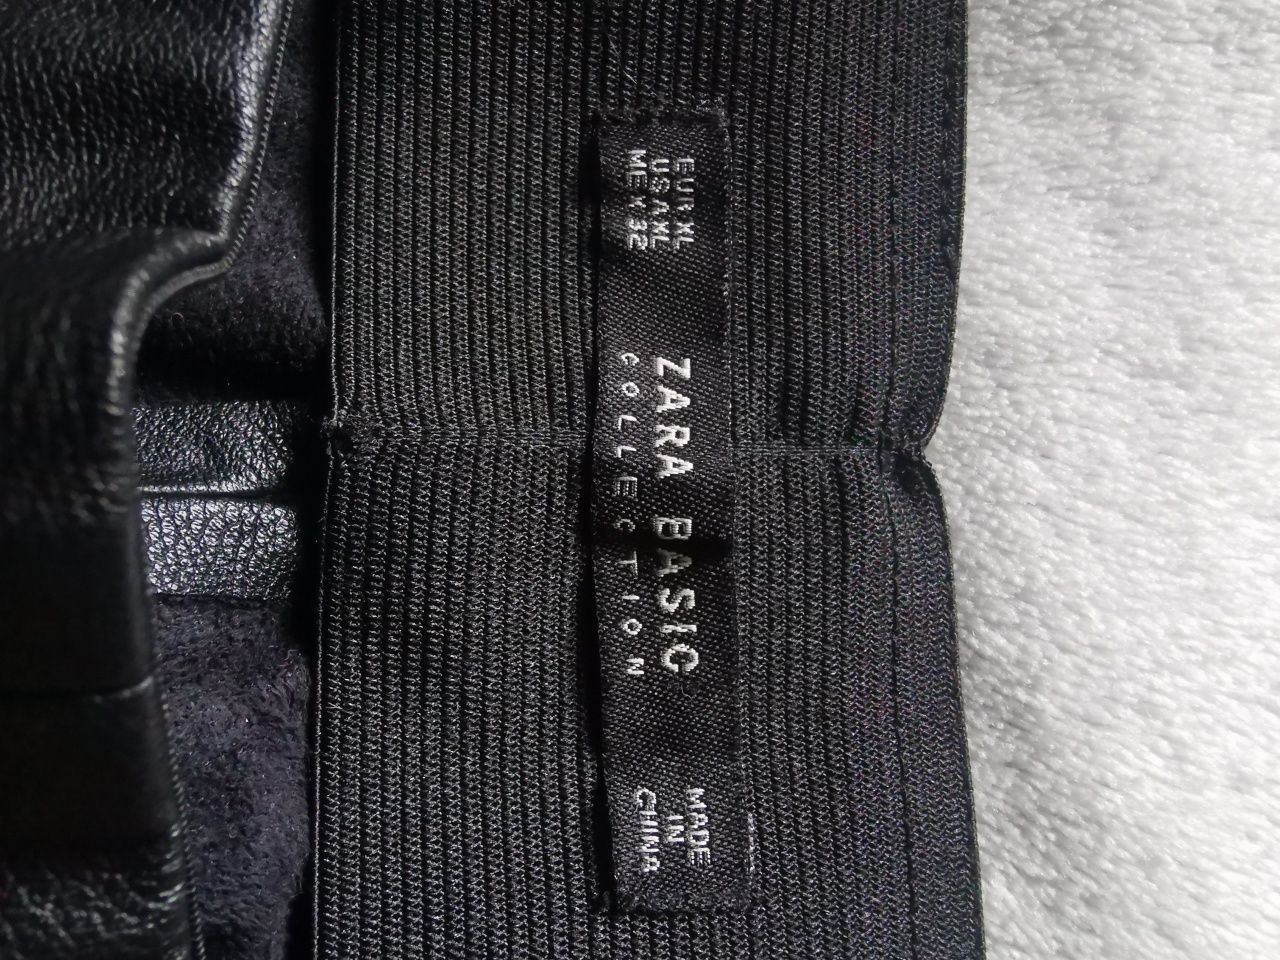 EUR XL
USA XL
MEX 32
ZARA BASIC
COLLECTION
MADE
IN
CHINA